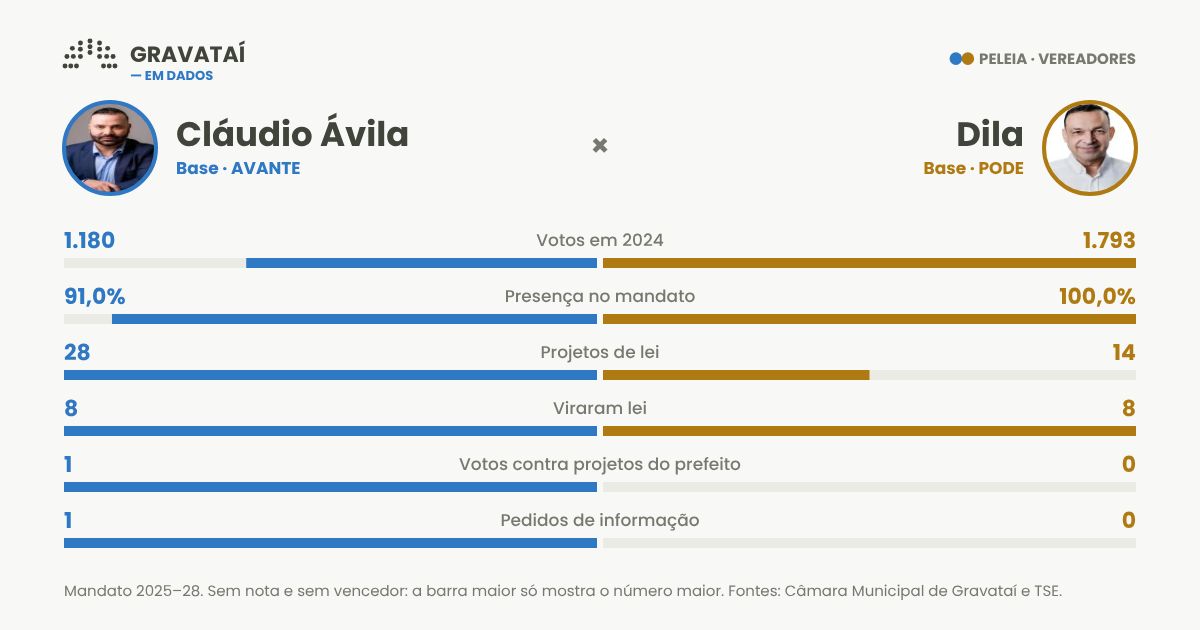 GRAVATAÍ
— EM DADOS
PELEIA · VEREADORES
Cláudio Ávila
Base · AVANTE
×
Dila
Base · PODE
1.180 Votos em 2024 1.793
91,0% Presença no mandato 100,0%
28 Projetos de lei 14
8 Viraram lei 8
1 Votos contra projetos do prefeito 0
1 Pedidos de informação 0
Mandato 2025–28. Sem nota e sem vencedor: a barra maior só mostra o número maior. Fontes: Câmara Municipal de Gravataí e TSE.